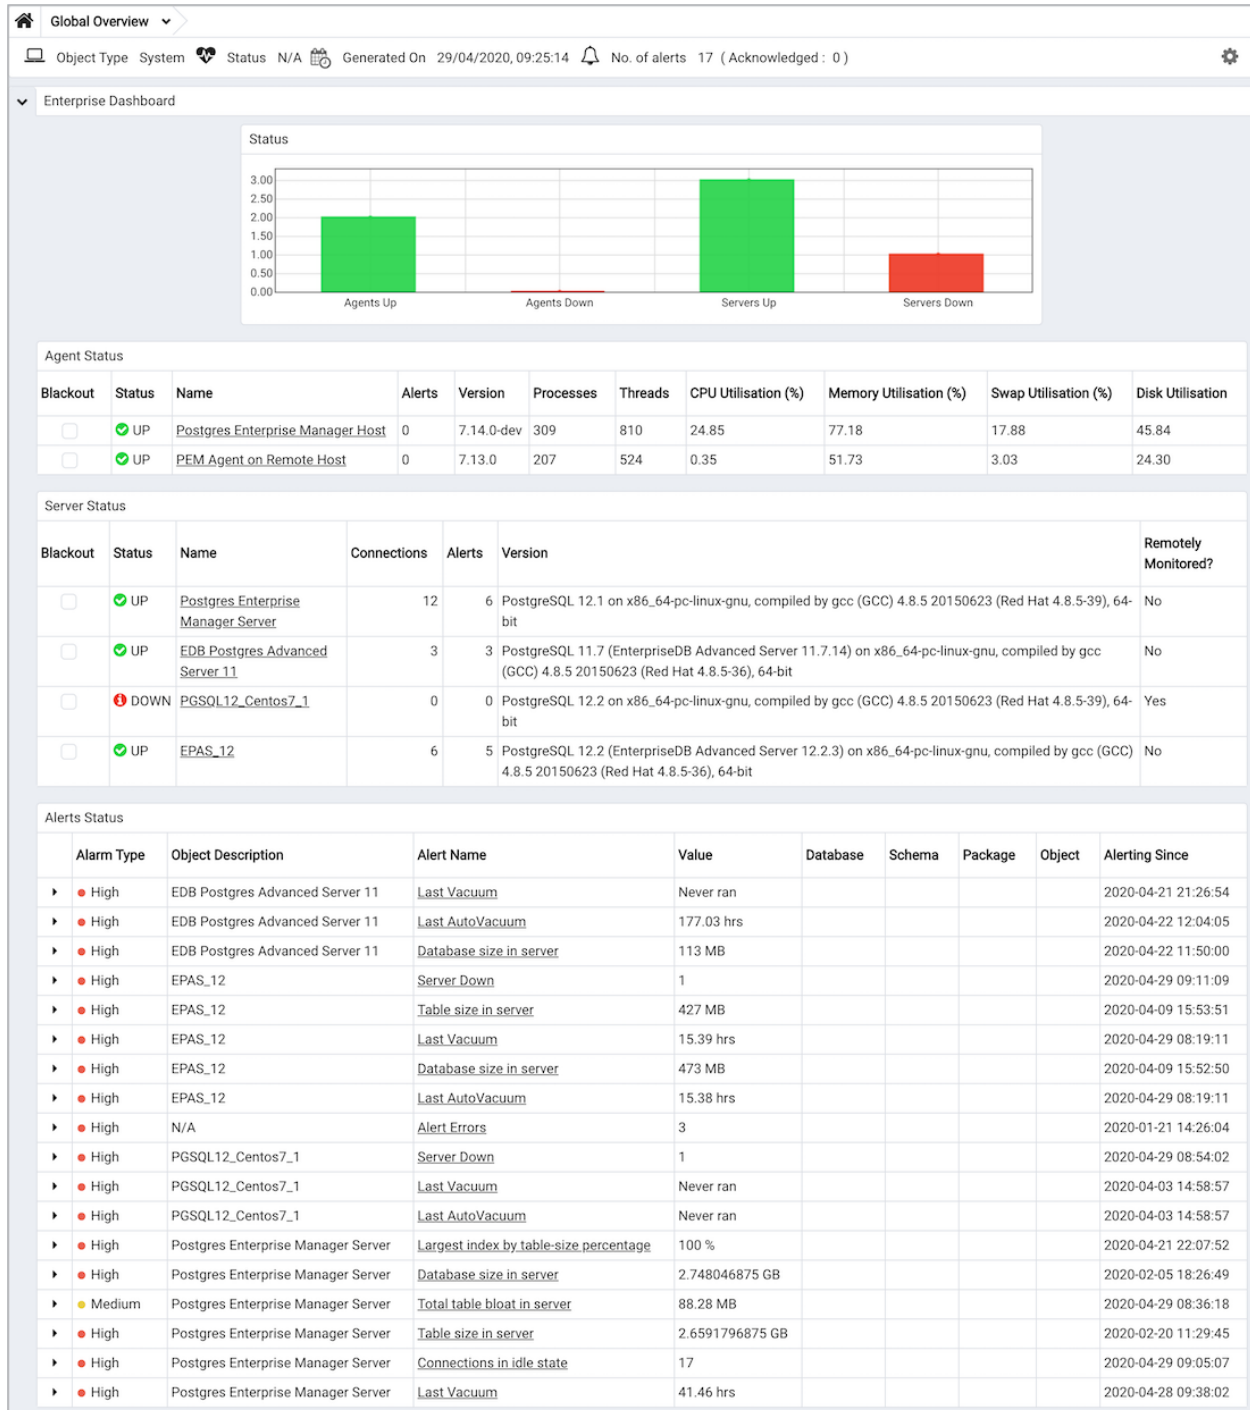 Global Overview
Object Type System Status N/A Generated On 29/04/2020, 09:25:14 No. of alerts 17 ( Acknowledged : 0 )
Enterprise Dashboard
Status
3.00
2.50
2.00
1.50
1.00
0.50
0.00
Agents Up Agents Down Servers Up Servers Down
Agent Status
Blackout Status Name Alerts Version Processes Threads CPU Utilisation (%) Memory Utilisation (%) Swap Utilisation (%) Disk Utilisation
UP Postgres Enterprise Manager Host 0 7.14.0-dev 309 810 24.85 77.18 17.88 45.84
UP PEM Agent on Remote Host 0 7.13.0 207 524 0.35 51.73 3.03 24.30
Server Status
Blackout Status Name Connections Alerts Version Remotely
Monitored?
UP Postgres Enterprise 12 6 PostgreSQL 12.1 on x86_64-pc-linux-gnu, compiled by gcc (GCC) 4.8.5 20150623 (Red Hat 4.8.5-39), 64- No
Manager Server bit
UP EDB Postgres Advanced 3 3 PostgreSQL 11.7 (EnterpriseDB Advanced Server 11.7.14) on x86_64-pc-linux-gnu, compiled by gcc No
Server 11 (GCC) 4.8.5 20150623 (Red Hat 4.8.5-36), 64-bit
DOWN PGSQL12_Centos7_1 0 0 PostgreSQL 12.2 on x86_64-pc-linux-gnu, compiled by gcc (GCC) 4.8.5 20150623 (Red Hat 4.8.5-39), 64- Yes
bit
UP EPAS_12 6 5 PostgreSQL 12.2 (EnterpriseDB Advanced Server 12.2.3) on x86_64-pc-linux-gnu, compiled by gcc (GCC) No
4.8.5 20150623 (Red Hat 4.8.5-36), 64-bit
Alerts Status
Alarm Type Object Description Alert Name Value Database Schema Package Object Alerting Since
High EDB Postgres Advanced Server 11 Last Vacuum Never ran 2020-04-21 21:26:54
High EDB Postgres Advanced Server 11 Last AutoVacuum 177.03 hrs 2020-04-22 12:04:05
High EDB Postgres Advanced Server 11 Database size in server 113 MB 2020-04-22 11:50:00
High EPAS_12 Server Down 1 2020-04-29 09:11:09
High EPAS_12 Table size in server 427 MB 2020-04-09 15:53:51
High EPAS_12 Last Vacuum 15.39 hrs 2020-04-29 08:19:11
High EPAS_12 Database size in server 473 MB 2020-04-09 15:52:50
High EPAS_12 Last AutoVacuum 15.38 hrs 2020-04-29 08:19:11
High N/A Alert Errors 3 2020-01-21 14:26:04
High PGSQL12_Centos7_1 Server Down 1 2020-04-29 08:54:02
High PGSQL12_Centos7_1 Last Vacuum Never ran 2020-04-03 14:58:57
High PGSQL12_Centos7_1 Last AutoVacuum Never ran 2020-04-03 14:58:57
High Postgres Enterprise Manager Server Largest index by table-size percentage 100 % 2020-04-21 22:07:52
High Postgres Enterprise Manager Server Database size in server 2.748046875 GB 2020-02-05 18:26:49
Medium Postgres Enterprise Manager Server Total table bloat in server 88.28 MB 2020-04-29 08:36:18
High Postgres Enterprise Manager Server Table size in server 2.6591796875 GB 2020-02-20 11:29:45
High Postgres Enterprise Manager Server Connections in idle state 17 2020-04-29 09:05:07
High Postgres Enterprise Manager Server Last Vacuum 41.46 hrs 2020-04-28 09:38:02